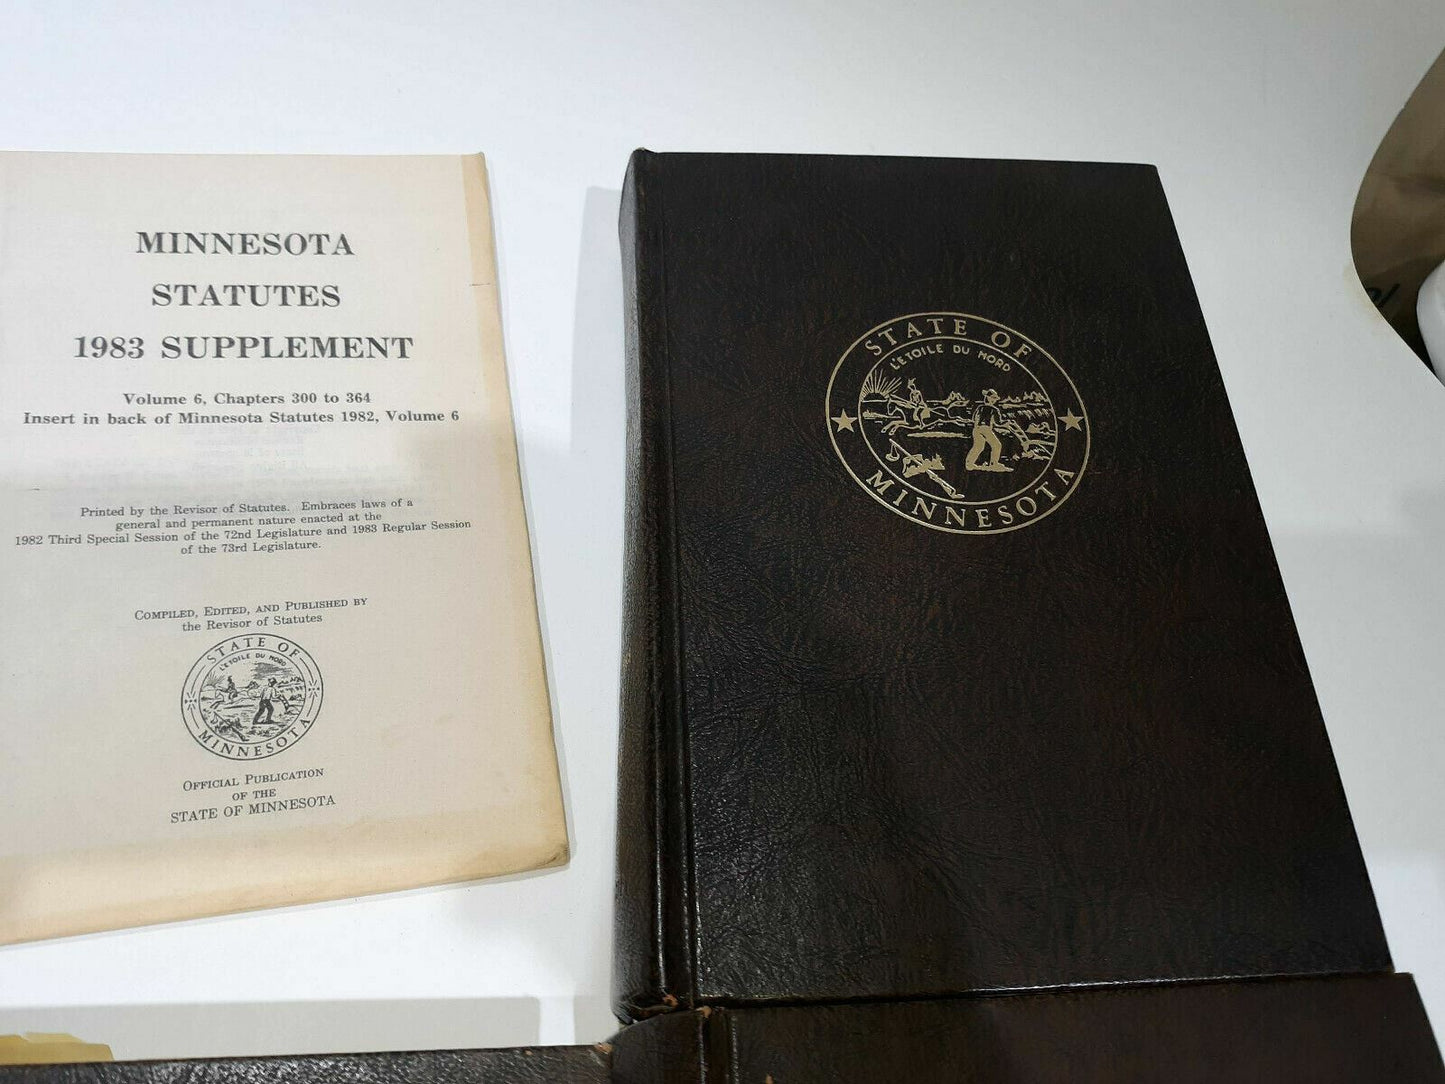 MINNESOTA
STATUTES
1983 SUPPLEMENT
Volume 6, Chapters 300 to 364
Insert in back of Minnesota Statutes 1982, Volume 6
Printed by the Revisor of Statutes. Embraces laws of a
general and permanent nature enacted at the
1982 Third Special Session of the 72nd Legislature and 1983 Regular Session
of the 73rd Legislature.
COMPILED, EDITED, AND PUBLISHED BY
the Revisor of Statutes
STATE OF
L'ETOILE DU NORD
MINNESOTA
OFFICIAL PUBLICATION
OF THE
STATE OF MINNESOTA
STATE OF
L'ETOILE DU NORD
MINNESOTA